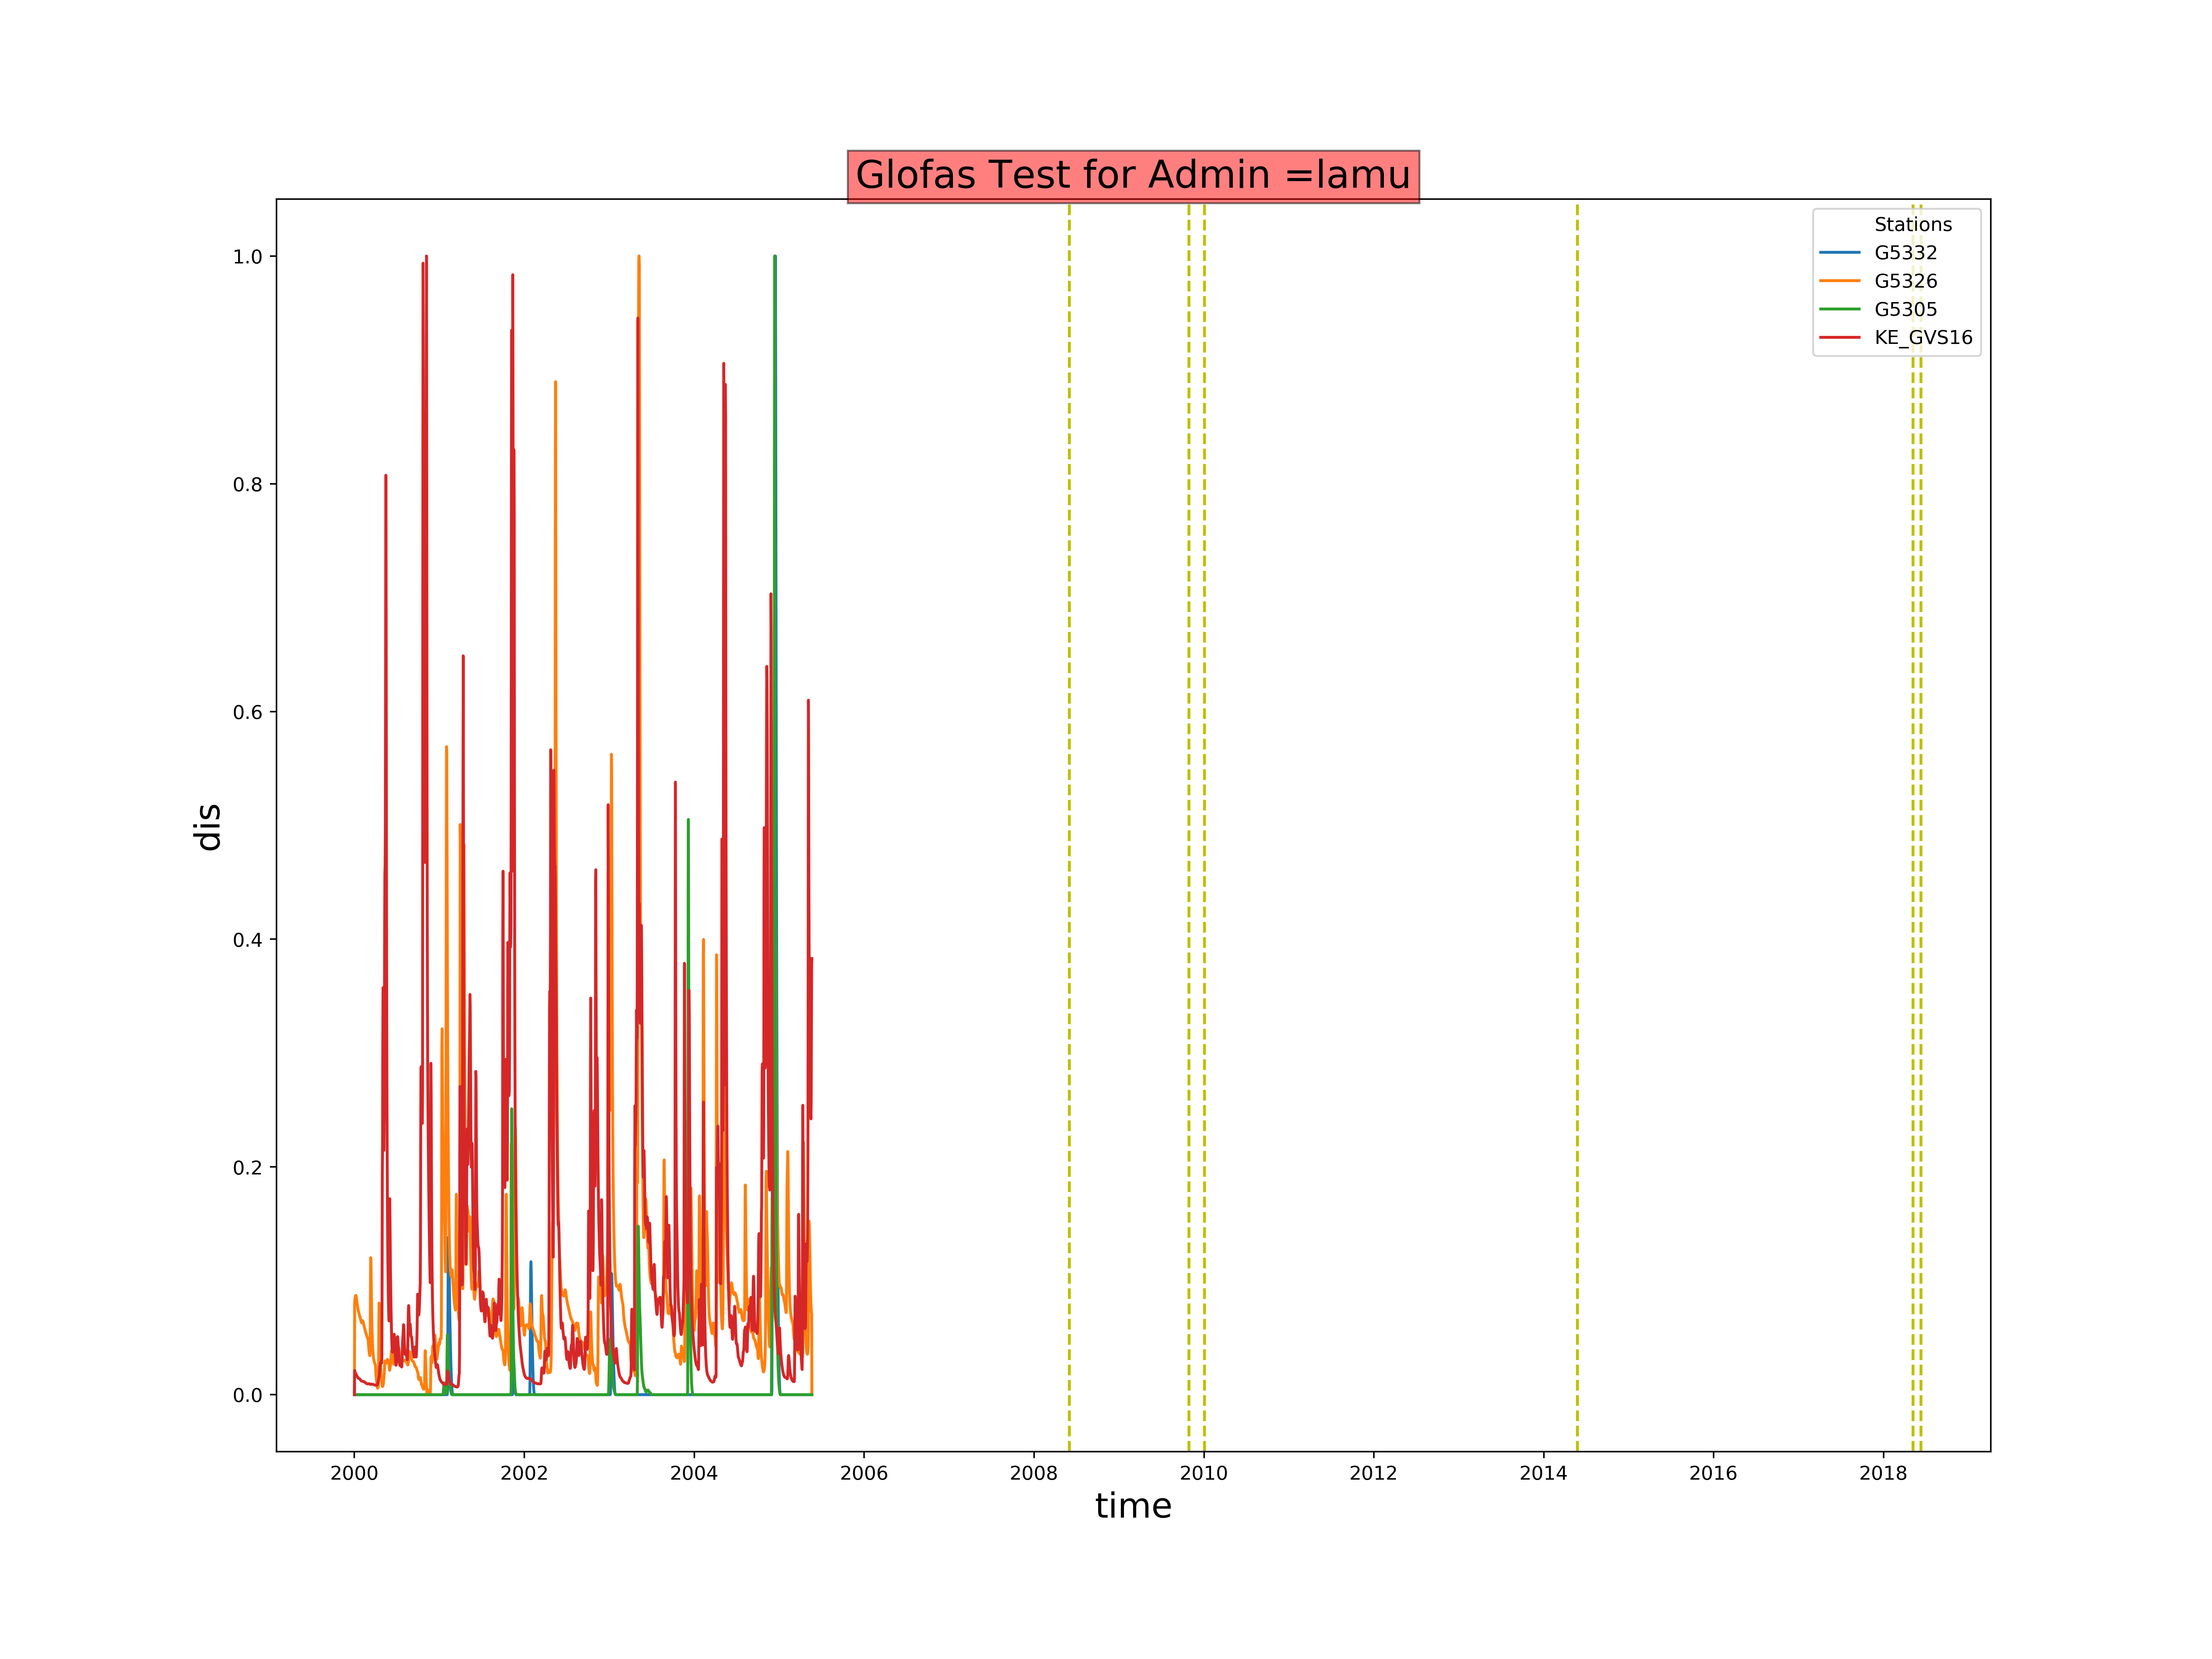 Glofas Test for Admin =lamu
Stations
G5332
G5326
G5305
KE_GVS16
1.0
0.8
0.6
0.4
0.2
0.0
dis
2000 2002 2004 2006 2008 2010 2012 2014 2016 2018
time